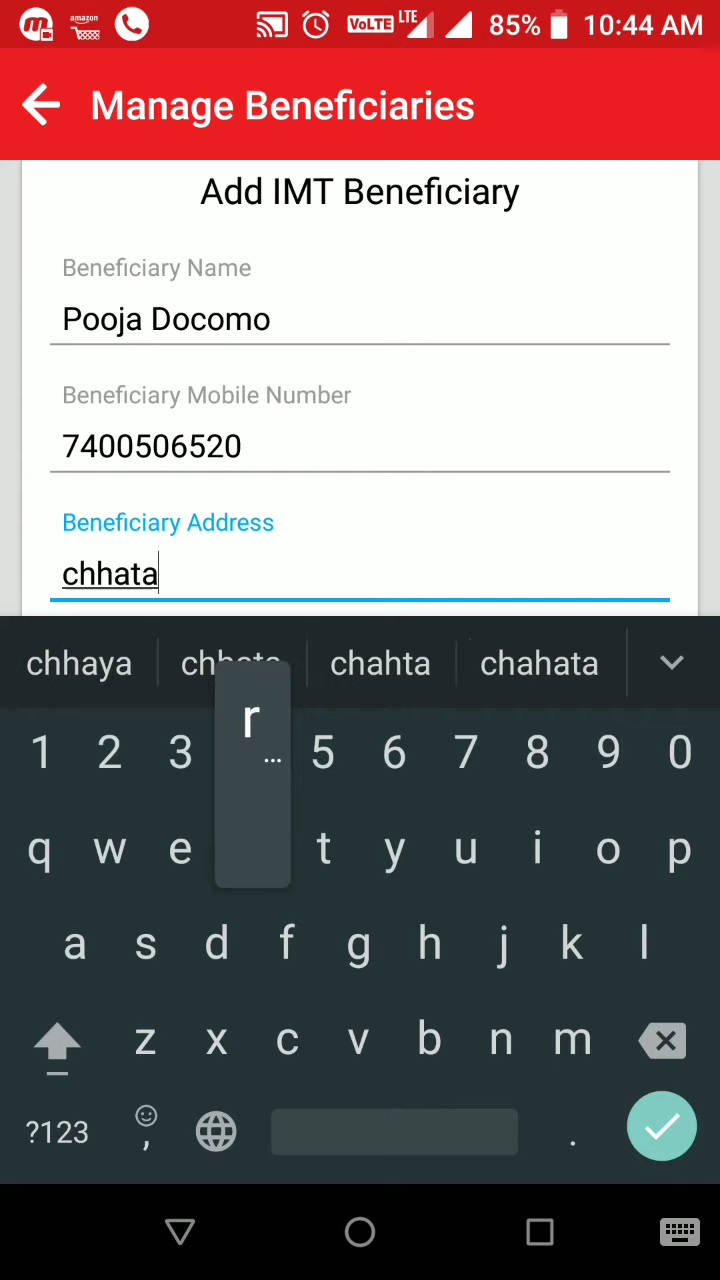 m amazon VoLTE LTE 85% 10:44 AM
Manage Beneficiaries
Add IMT Beneficiary
Beneficiary Name
Pooja Docomo
Beneficiary Mobile Number
7400506520
Beneficiary Address
chhata
chhaya chhata chahta chahata
r
...
1 2 3 5 6 7 8 9 0
q w e t y u i o p
a s d f g h j k l
z x c v b n m
?123 , .